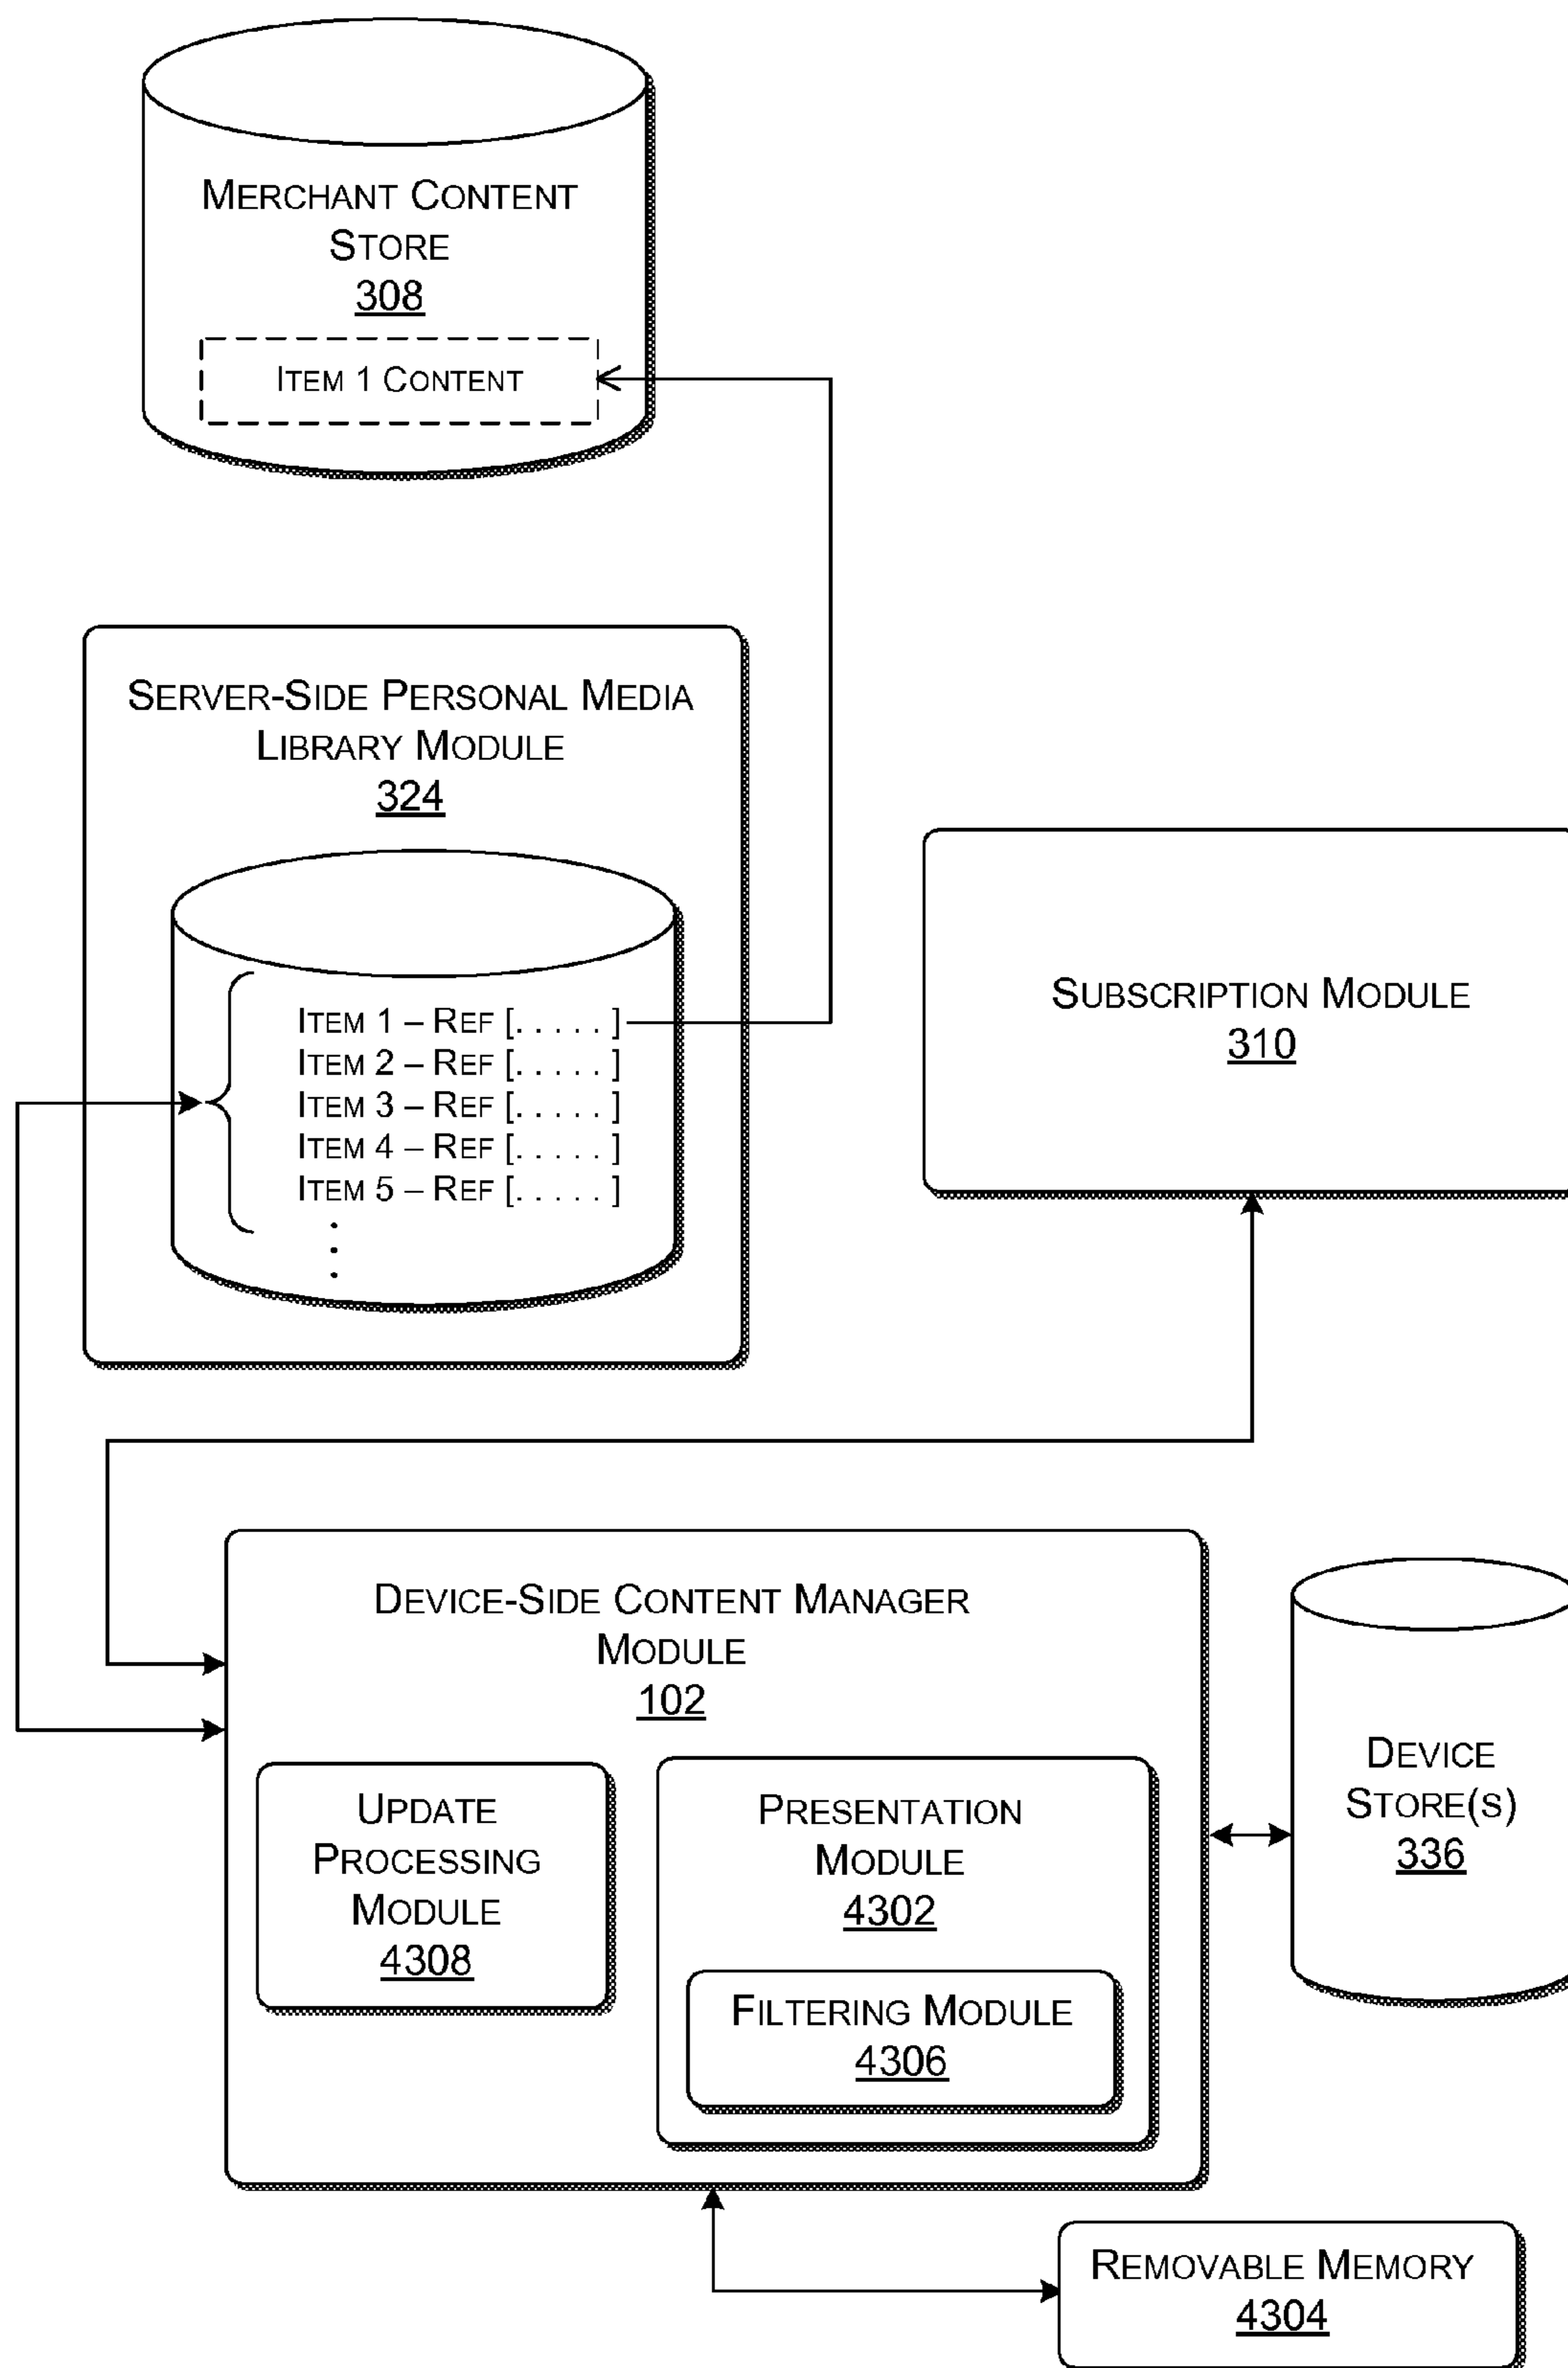 MERCHANT CONTENT
STORE
308
ITEM 1 CONTENT
SERVER-SIDE PERSONAL MEDIA
LIBRARY MODULE
324
ITEM 1 – REF [. . . . .]
ITEM 2 – REF [. . . . .]
ITEM 3 – REF [. . . . .]
ITEM 4 – REF [. . . . .]
ITEM 5 – REF [. . . . .]
SUBSCRIPTION MODULE
310
DEVICE-SIDE CONTENT MANAGER
MODULE
102
UPDATE
PROCESSING
MODULE
4308
PRESENTATION
MODULE
4302
FILTERING MODULE
4306
DEVICE
STORE(S)
336
REMOVABLE MEMORY
4304